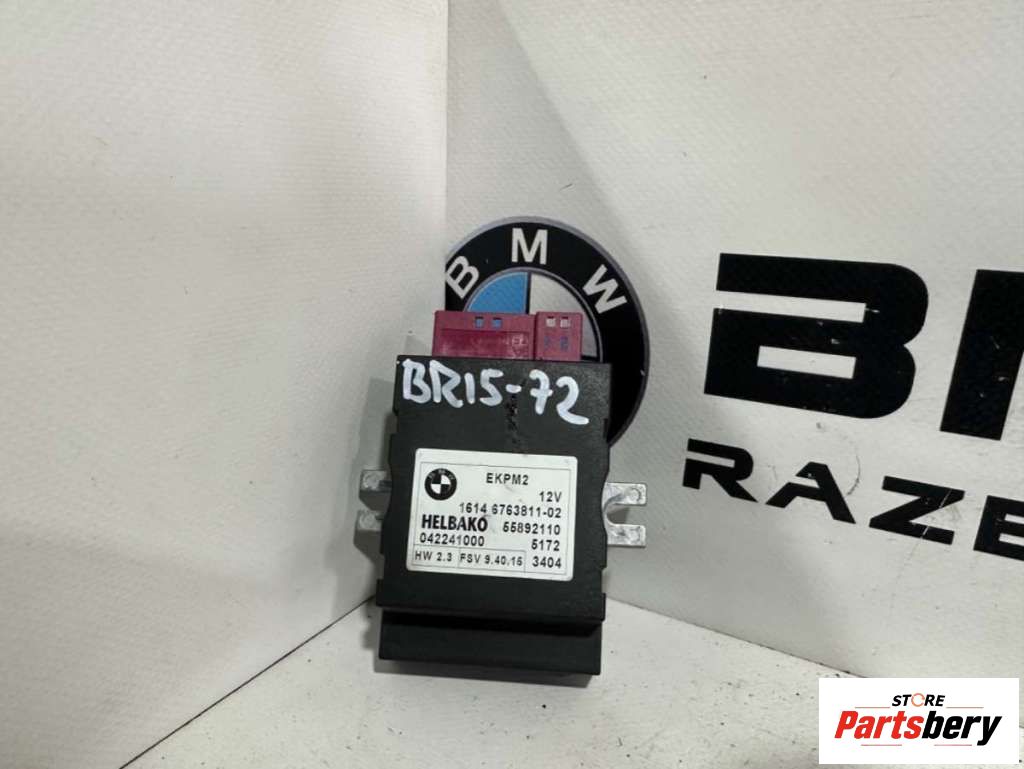 BMW
BR15-72
EKPM2
12V
1614 6763811-02
HELBAKO 55892110
042241000 5172
HW 2.3 FSV 9.40.15 3404
RAZE
STORE
Partsbery